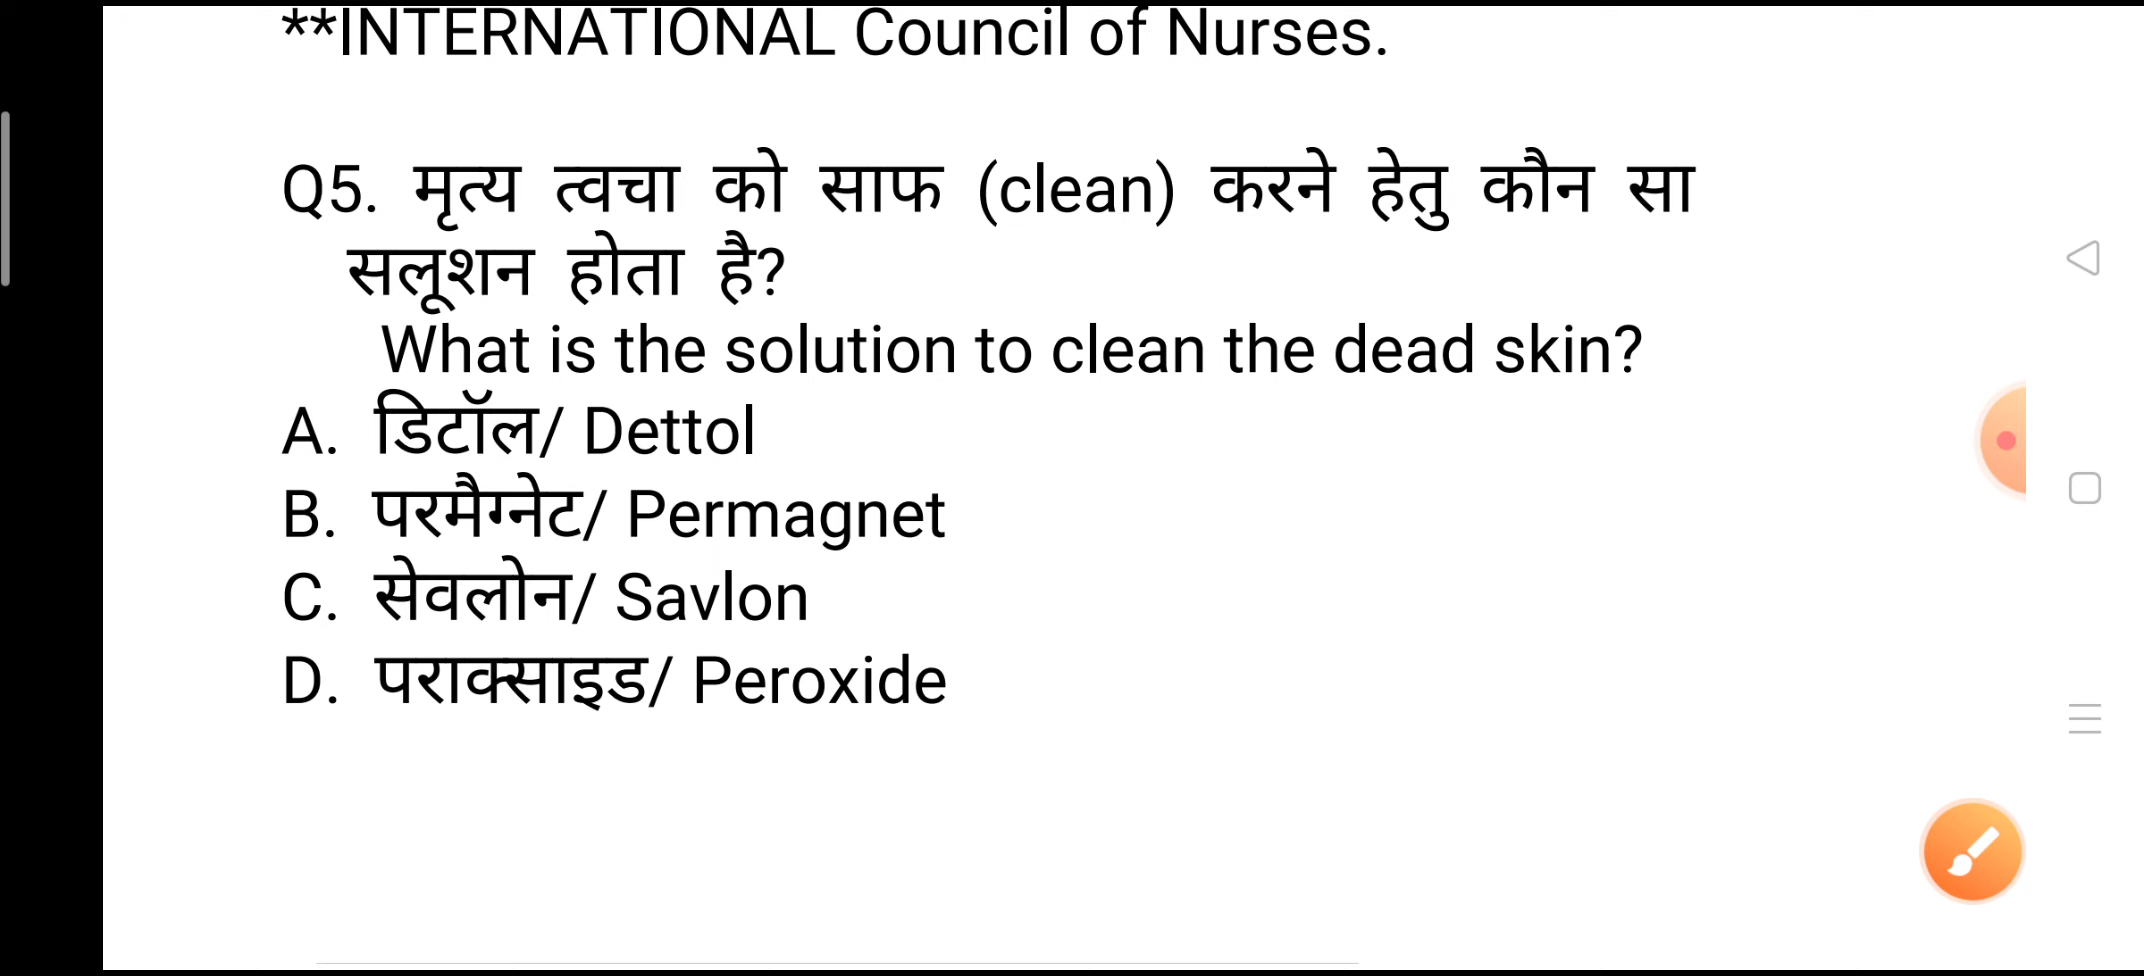 **INTERNATIONAL Council of Nurses.
Q5. मृत्य त्वचा को साफ (clean) करने हेतु कौन सा
सलूशन होता है?
What is the solution to clean the dead skin?
A. डिटॉल/ Dettol
B. परमैग्नेट/ Permagnet
C. सेवलोन/ Savlon
D. पराक्साइड/ Peroxide